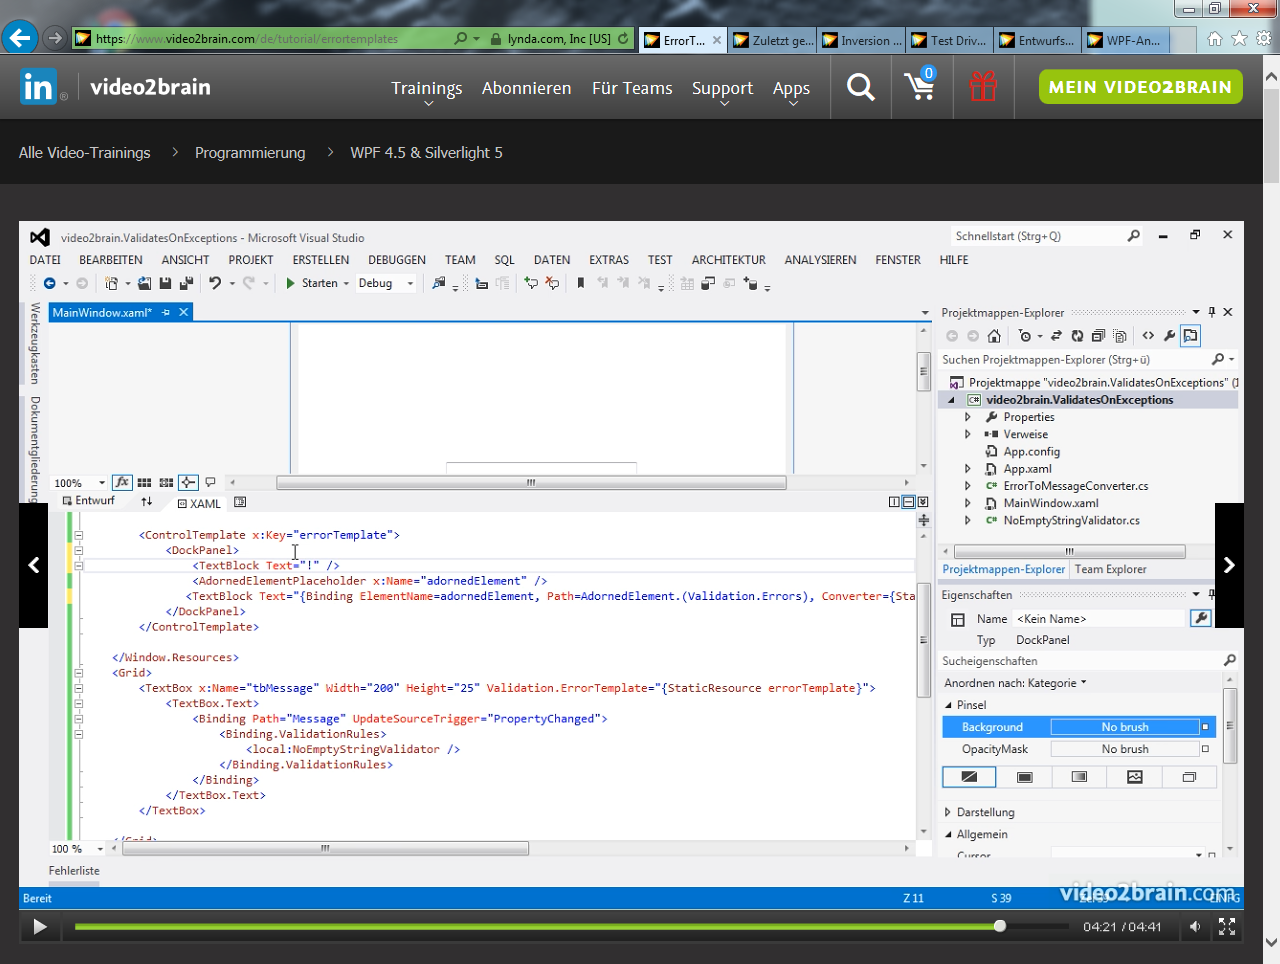 https://www.video2brain.com/de/tutorial/errortemplates
lynda.com, Inc [US]
ErrorT...
Zuletzt ge...
Inversion ...
Test Driv...
Entwurfs...
WPF-An...
in ® video2brain
Trainings
Abonnieren
Für Teams
Support
Apps
0
MEIN VIDEO2BRAIN
Alle Video-Trainings > Programmierung > WPF 4.5 & Silverlight 5
video2brain.ValidatesOnExceptions - Microsoft Visual Studio
Schnellstart (Strg+Q)
DATEI BEARBEITEN ANSICHT PROJEKT ERSTELLEN DEBUGGEN TEAM SQL DATEN EXTRAS TEST ARCHITEKTUR ANALYSIEREN FENSTER HILFE
Starten
Debug
Werkzeugkasten
Dokumentgliederung
MainWindow.xaml*
100%
Entwurf
XAML
<ControlTemplate x:Key="errorTemplate">
<DockPanel>
<TextBlock Text="!" />
<AdornedElementPlaceholder x:Name="adornedElement" />
<TextBlock Text="{Binding ElementName=adornedElement, Path=AdornedElement.(Validation.Errors), Converter={Sta
</DockPanel>
</ControlTemplate>
</Window.Resources>
<Grid>
<TextBox x:Name="tbMessage" Width="200" Height="25" Validation.ErrorTemplate="{StaticResource errorTemplate}">
<TextBox.Text>
<Binding Path="Message" UpdateSourceTrigger="PropertyChanged">
<Binding.ValidationRules>
<local:NoEmptyStringValidator />
</Binding.ValidationRules>
</Binding>
</TextBox.Text>
</TextBox>
</Grid>
100 %
Fehlerliste
Projektmappen-Explorer
Suchen Projektmappen-Explorer (Strg+ü)
Projektmappe "video2brain.ValidatesOnExceptions" (1
C# video2brain.ValidatesOnExceptions
Properties
Verweise
App.config
App.xaml
C# ErrorToMessageConverter.cs
MainWindow.xaml
C# NoEmptyStringValidator.cs
Projektmappen-Explorer
Team Explorer
Eigenschaften
Name <Kein Name>
Typ DockPanel
Sucheigenschaften
Anordnen nach: Kategorie
Pinsel
Background No brush
OpacityMask No brush
Darstellung
Allgemein
Cursor
Bereit
Z 11
S 39
video2brain.com
04:21 / 04:41